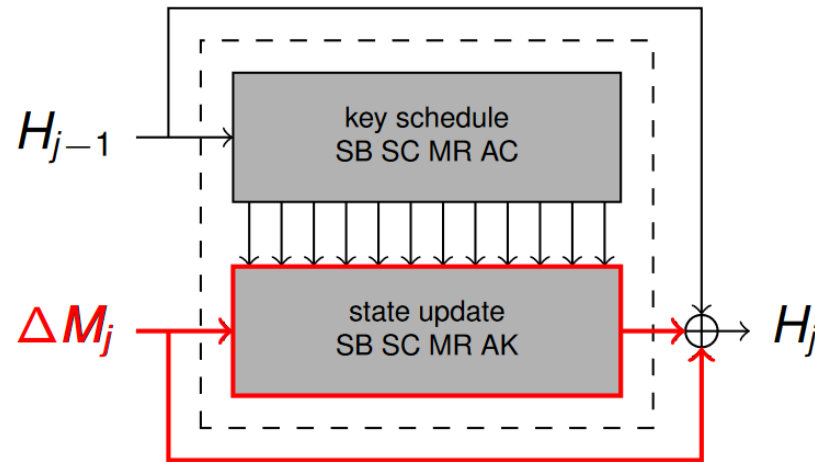 key schedule
SB SC MR AC
H_{j−1}
state update
SB SC MR AK
ΔM_j
H_j